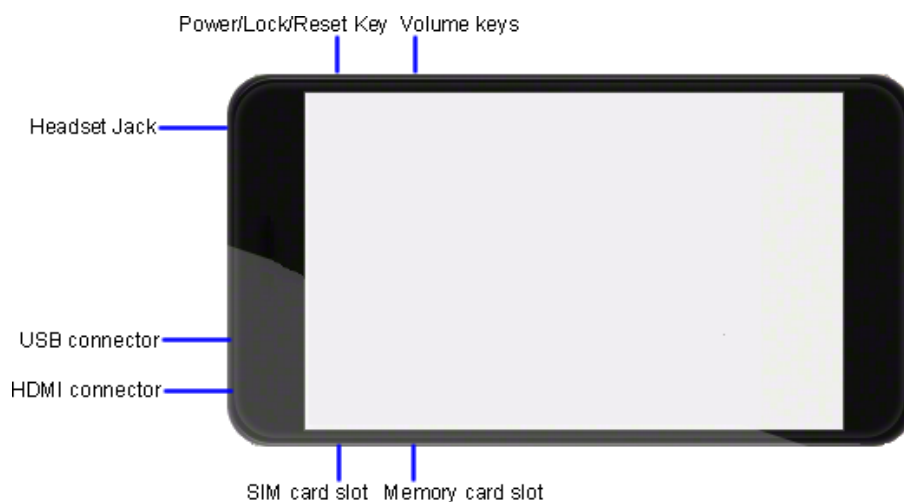 Power/Lock/Reset Key Volume keys
Headset Jack
USB connector
HDMI connector
SIM card slot Memory card slot